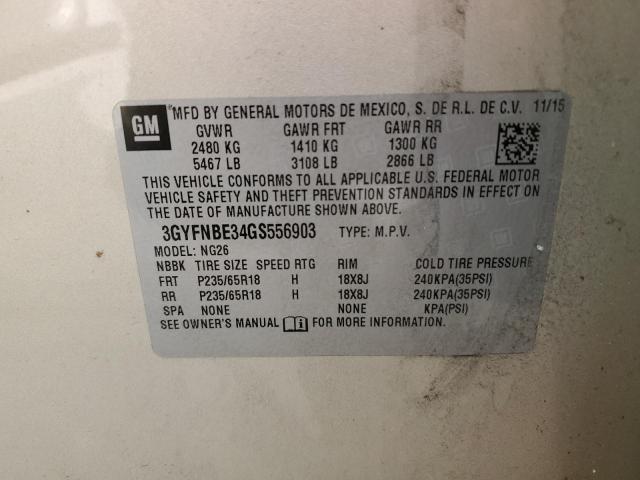 GM
*MFD BY GENERAL MOTORS DE MEXICO, S. DE R.L. DE C.V. 11/15
GVWR GAWR FRT GAWR RR
2480 KG 1410 KG 1300 KG
5467 LB 3108 LB 2866 LB
THIS VEHICLE CONFORMS TO ALL APPLICABLE U.S. FEDERAL MOTOR
VEHICLE SAFETY AND THEFT PREVENTION STANDARDS IN EFFECT ON
THE DATE OF MANUFACTURE SHOWN ABOVE.
3GYFNBE34GS556903 TYPE: M.P.V.
MODEL: NG26
NBBK TIRE SIZE SPEED RTG RIM COLD TIRE PRESSURE
FRT P235/65R18 H 18X8J 240KPA(35PSI)
RR P235/65R18 H 18X8J 240KPA(35PSI)
SPA NONE NONE KPA(PSI)
SEE OWNER'S MANUAL FOR MORE INFORMATION.